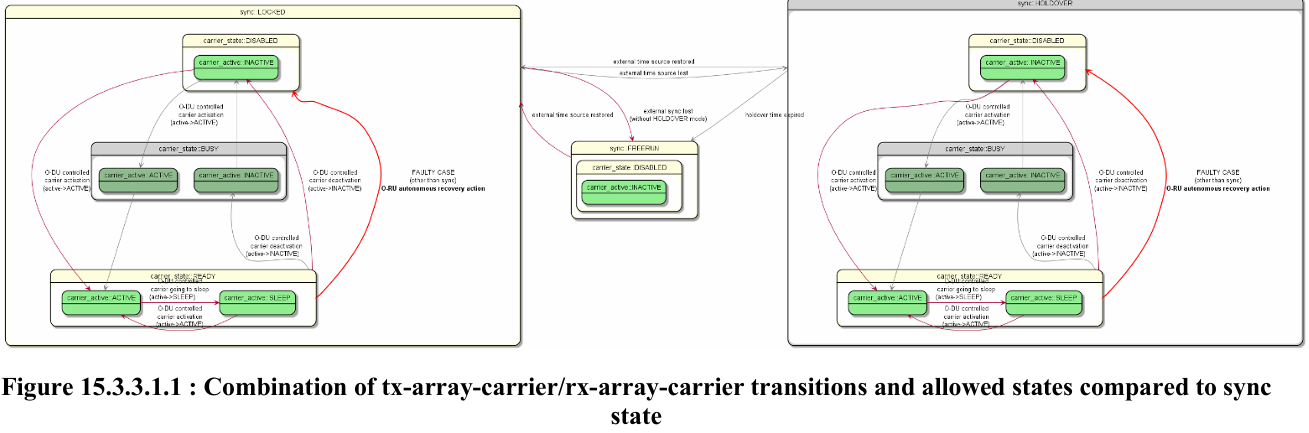 sync::LOCKED
carrier_state::DISABLED
carrier_active::INACTIVE
O-DU controlled
carrier activation
(active->ACTIVE)
carrier_state::BUSY
carrier_active::ACTIVE
carrier_active::INACTIVE
O-DU controlled
carrier activation
(active->ACTIVE)
O-DU controlled
carrier deactivation
(active->INACTIVE)
FAULTY CASE
(other than sync)
O-RU autonomous recovery action
O-DU controlled
carrier deactivation
(active->INACTIVE)
carrier_state::READY
O-DU controlled
carrier going to sleep
(active->SLEEP)
carrier_active::ACTIVE
carrier_active::SLEEP
O-DU controlled
carrier activation
(active->ACTIVE)
external time source restored
external time source lost
external time source restored
external sync lost
(without HOLDOVER mode)
holdover time expired
sync::FREERUN
carrier_state::DISABLED
carrier_active::INACTIVE
sync::HOLDOVER
carrier_state::DISABLED
carrier_active::INACTIVE
O-DU controlled
carrier activation
(active->ACTIVE)
carrier_state::BUSY
carrier_active::ACTIVE
carrier_active::INACTIVE
O-DU controlled
carrier activation
(active->ACTIVE)
O-DU controlled
carrier deactivation
(active->INACTIVE)
FAULTY CASE
(other than sync)
O-RU autonomous recovery action
O-DU controlled
carrier deactivation
(active->INACTIVE)
carrier_state::READY
O-DU controlled
carrier going to sleep
(active->SLEEP)
carrier_active::ACTIVE
carrier_active::SLEEP
O-DU controlled
carrier activation
(active->ACTIVE)
Figure 15.3.3.1.1 : Combination of tx-array-carrier/rx-array-carrier transitions and allowed states compared to sync
state